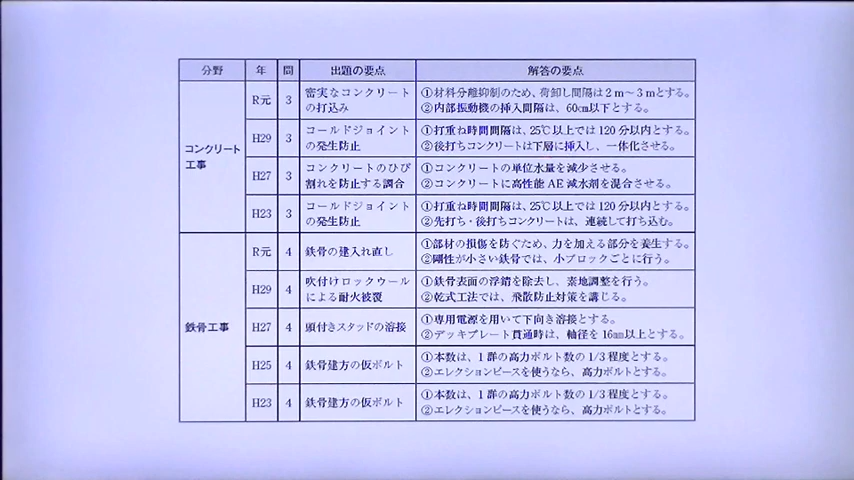 分野 年 問 出題の要点 解答の要点
コンクリート
工事
R元 3 密実なコンクリート
の打込み
①材料分離抑制のため、荷卸し間隔は2m～3mとする。
②内部振動機の挿入間隔は、60cm以下とする。
H29 3 コールドジョイント
の発生防止
①打重ね時間間隔は、25℃以上では120分以内とする。
②後打ちコンクリートは下層に挿入し、一体化させる。
H27 3 コンクリートのひび
割れを防止する調合
①コンクリートの単位水量を減少させる。
②コンクリートに高性能AE減水剤を混合させる。
H23 3 コールドジョイント
の発生防止
①打重ね時間間隔は、25℃以上では120分以内とする。
②先打ち・後打ちコンクリートは、連続して打ち込む。
鉄骨工事
R元 4 鉄骨の建入れ直し
①部材の損傷を防ぐため、力を加える部分を養生する。
②剛性が小さい鉄骨では、小ブロックごとに行う。
H29 4 吹付けロックウール
による耐火被覆
①鉄骨表面の浮錆を除去し、素地調整を行う。
②乾式工法では、飛散防止対策を講じる。
H27 4 頭付きスタッドの溶接
①専用電源を用いて下向き溶接とする。
②デッキプレート貫通時は、軸径を16mm以上とする。
H25 4 鉄骨建方の仮ボルト
①本数は、1群の高力ボルト数の1/3程度とする。
②エレクションピースを使うなら、高力ボルトとする。
H23 4 鉄骨建方の仮ボルト
①本数は、1群の高力ボルト数の1/3程度とする。
②エレクションピースを使うなら、高力ボルトとする。